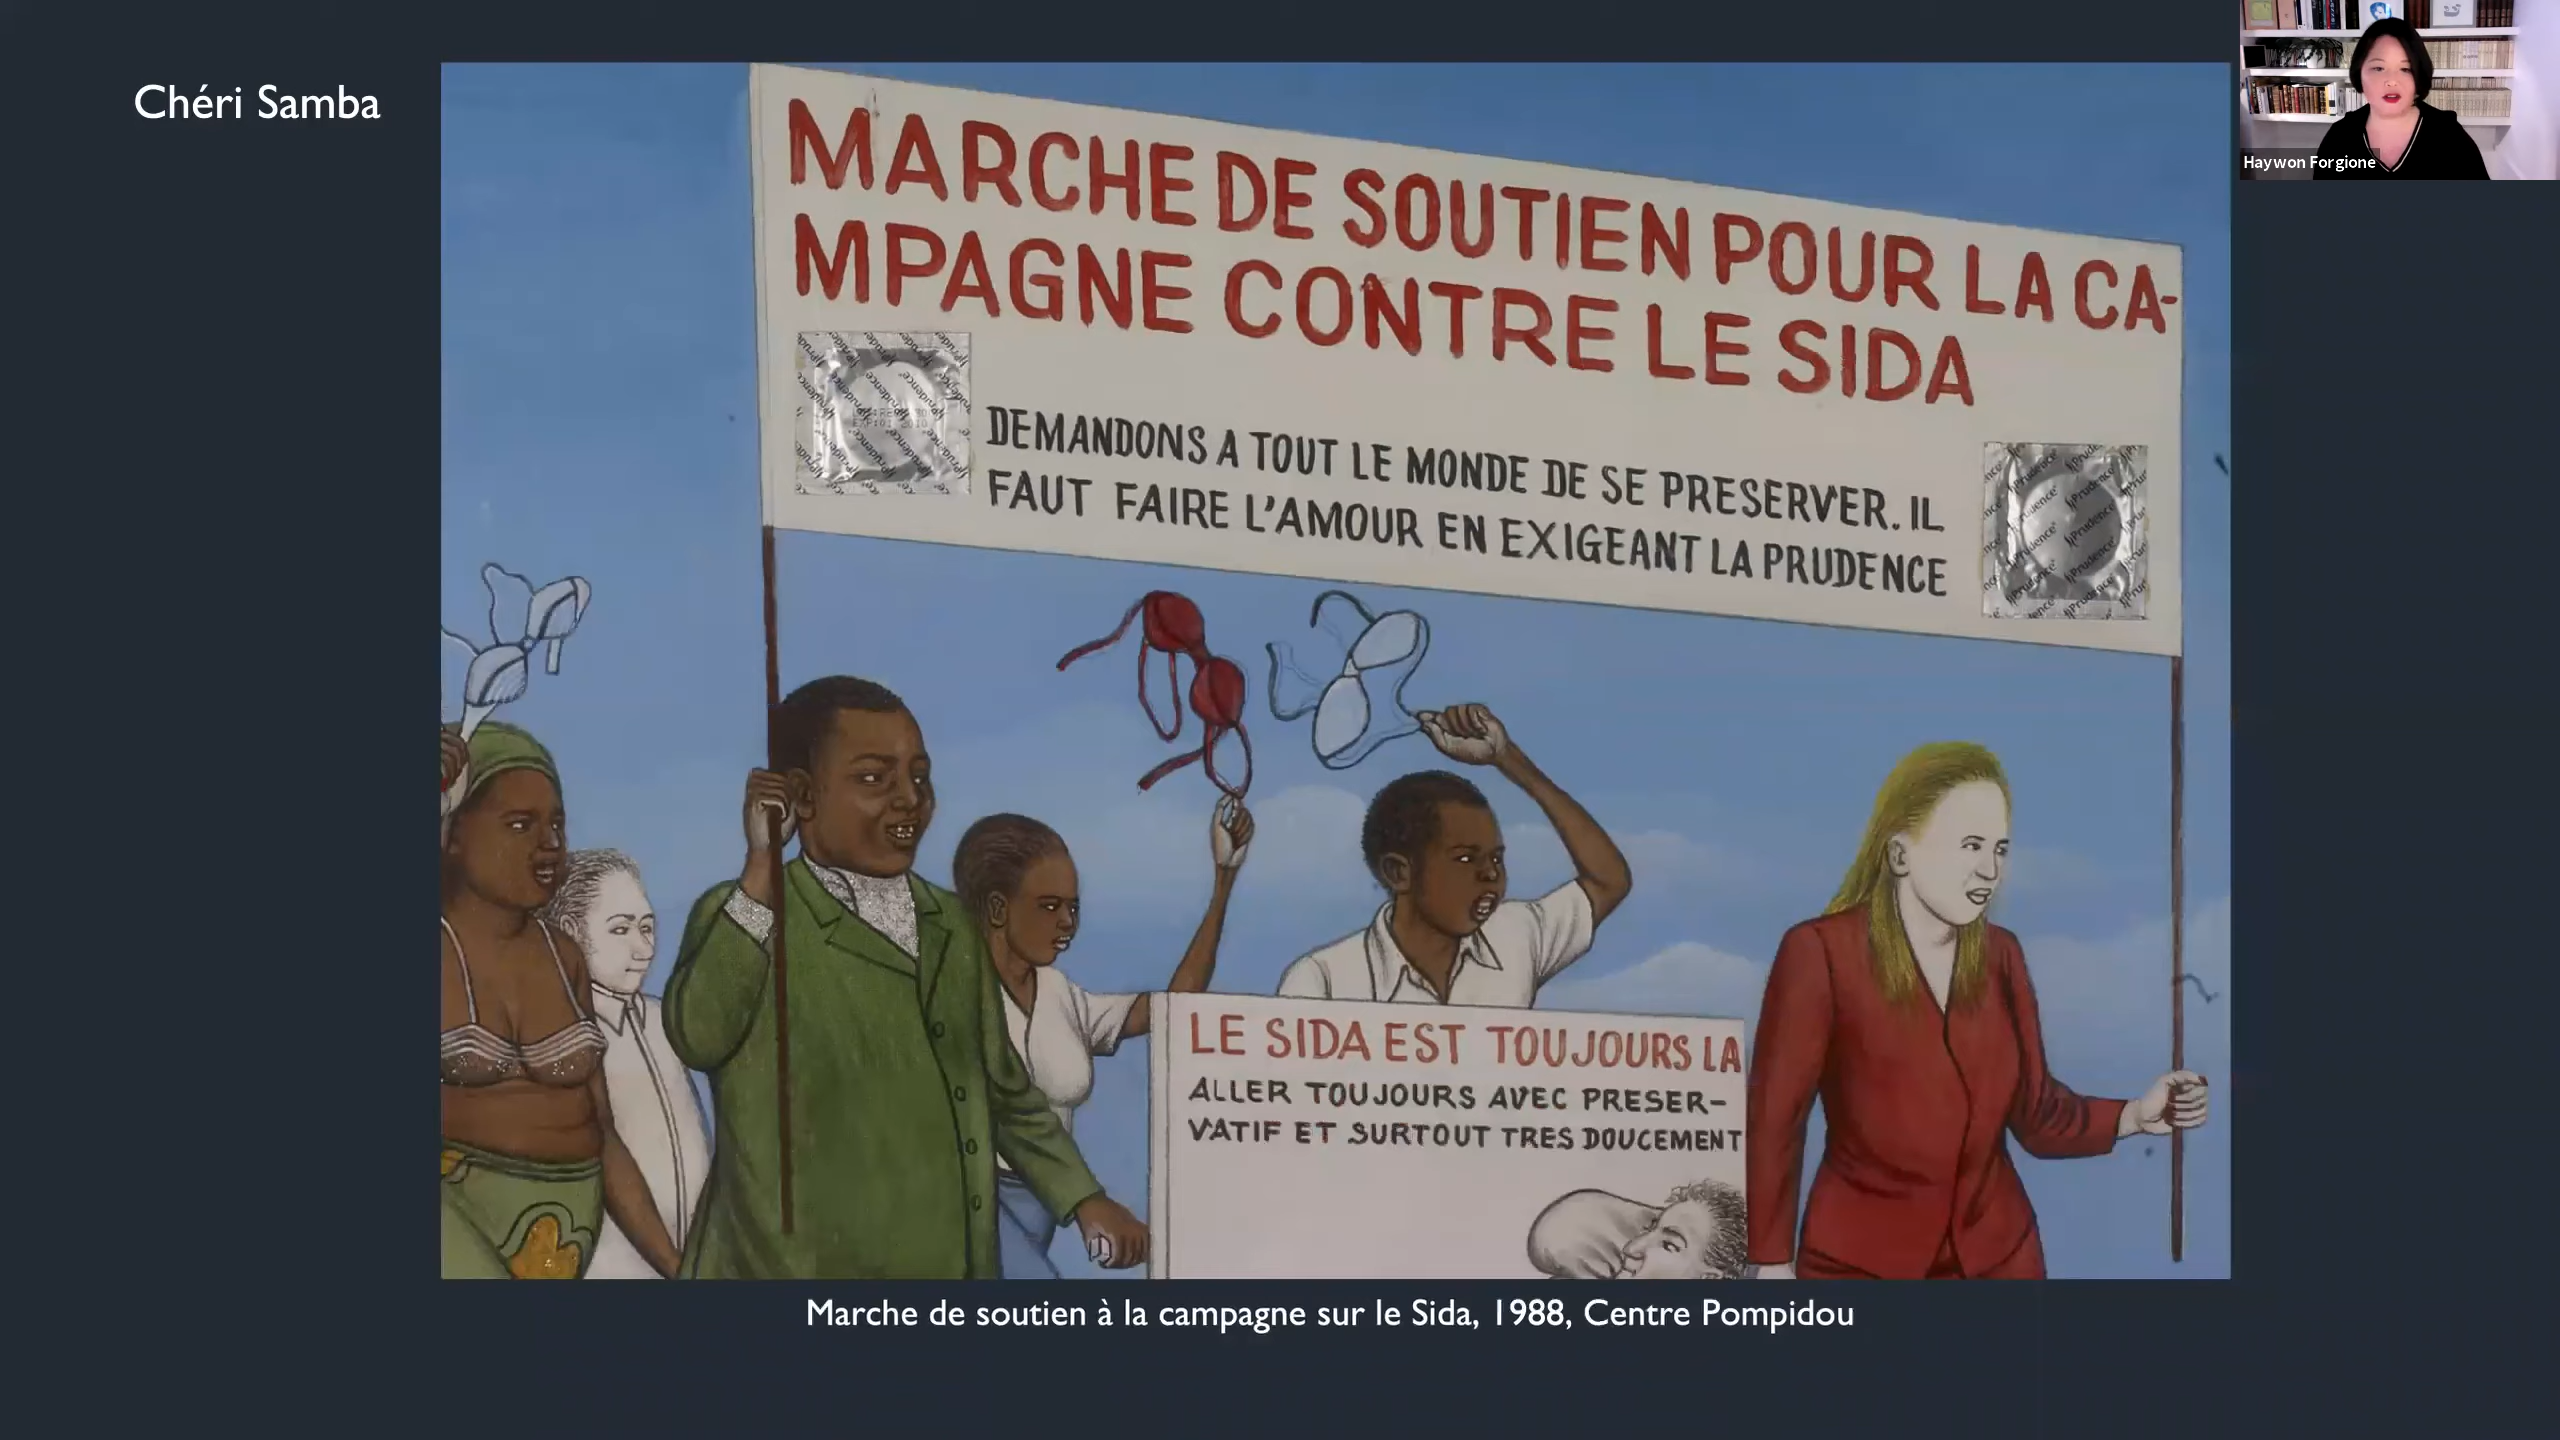 Chéri Samba
Haywon Forgione
MARCHE DE SOUTIEN POUR LA CA-
MPAGNE CONTRE LE SIDA
DEMANDONS A TOUT LE MONDE DE SE PRESERVER. IL
FAUT FAIRE L'AMOUR EN EXIGEANT LA PRUDENCE
Prudence
Prudence
LE SIDA EST TOUJOURS LA
ALLER TOUJOURS AVEC PRESER-
VATIF ET SURTOUT TRES DOUCEMENT
Marche de soutien à la campagne sur le Sida, 1988, Centre Pompidou